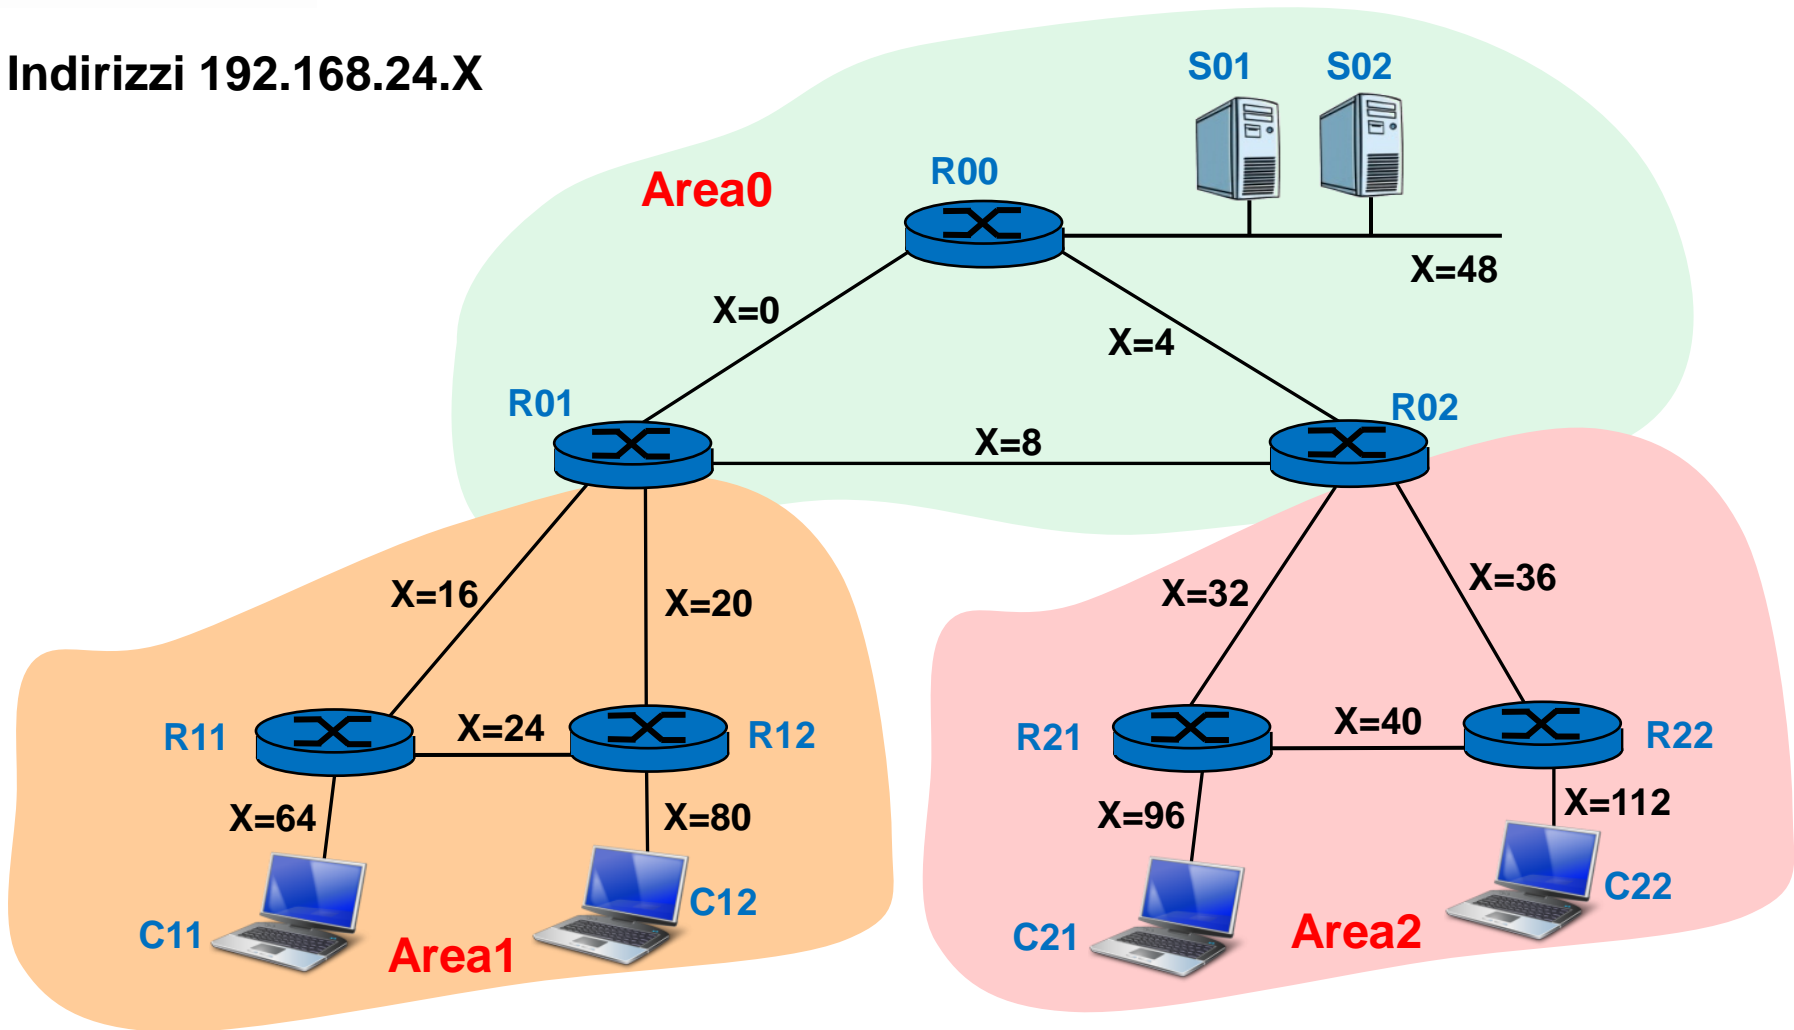 Indirizzi 192.168.24.X
S01
S02
R00
Area0
X=48
X=0
X=4
R01
R02
X=8
X=16
X=20
X=32
X=36
R11
X=24
R12
R21
X=40
R22
X=64
X=80
X=96
X=112
C11
C12
Area1
C21
C22
Area2